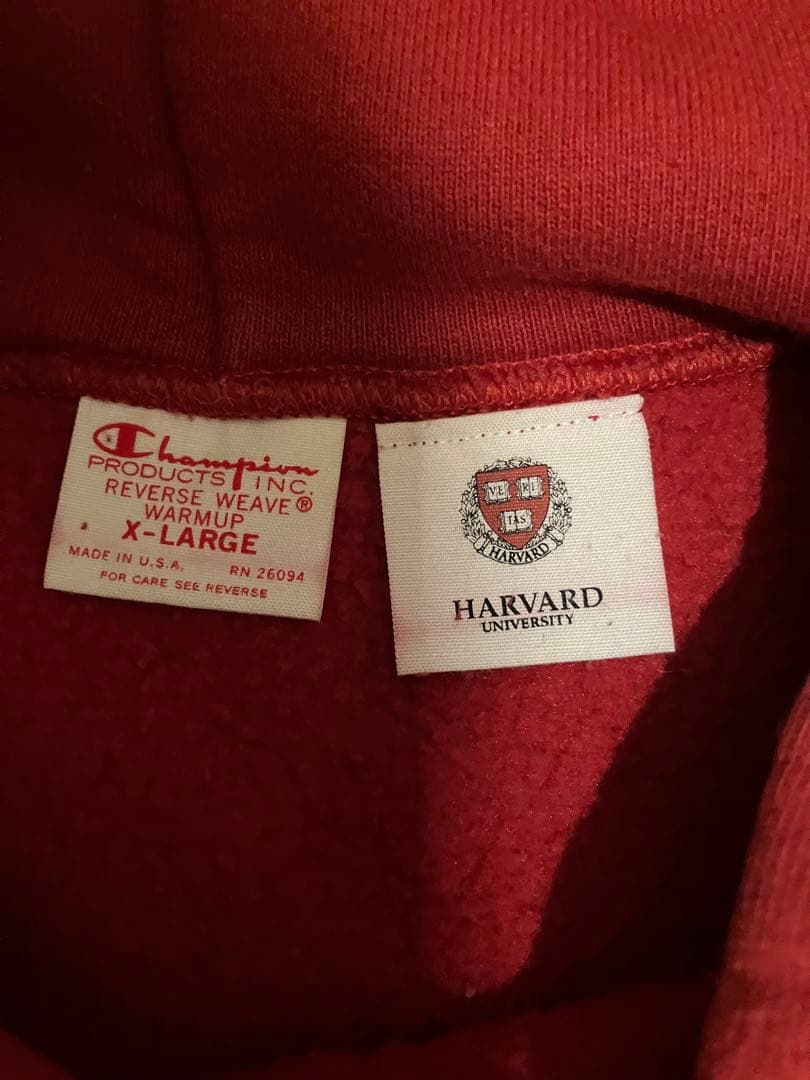 Champion
PRODUCTS INC.
REVERSE WEAVE®
WARMUP
X-LARGE
MADE IN U.S.A. RN 26094
FOR CARE SEE REVERSE
VE RI
TAS
HARVARD
HARVARD
UNIVERSITY